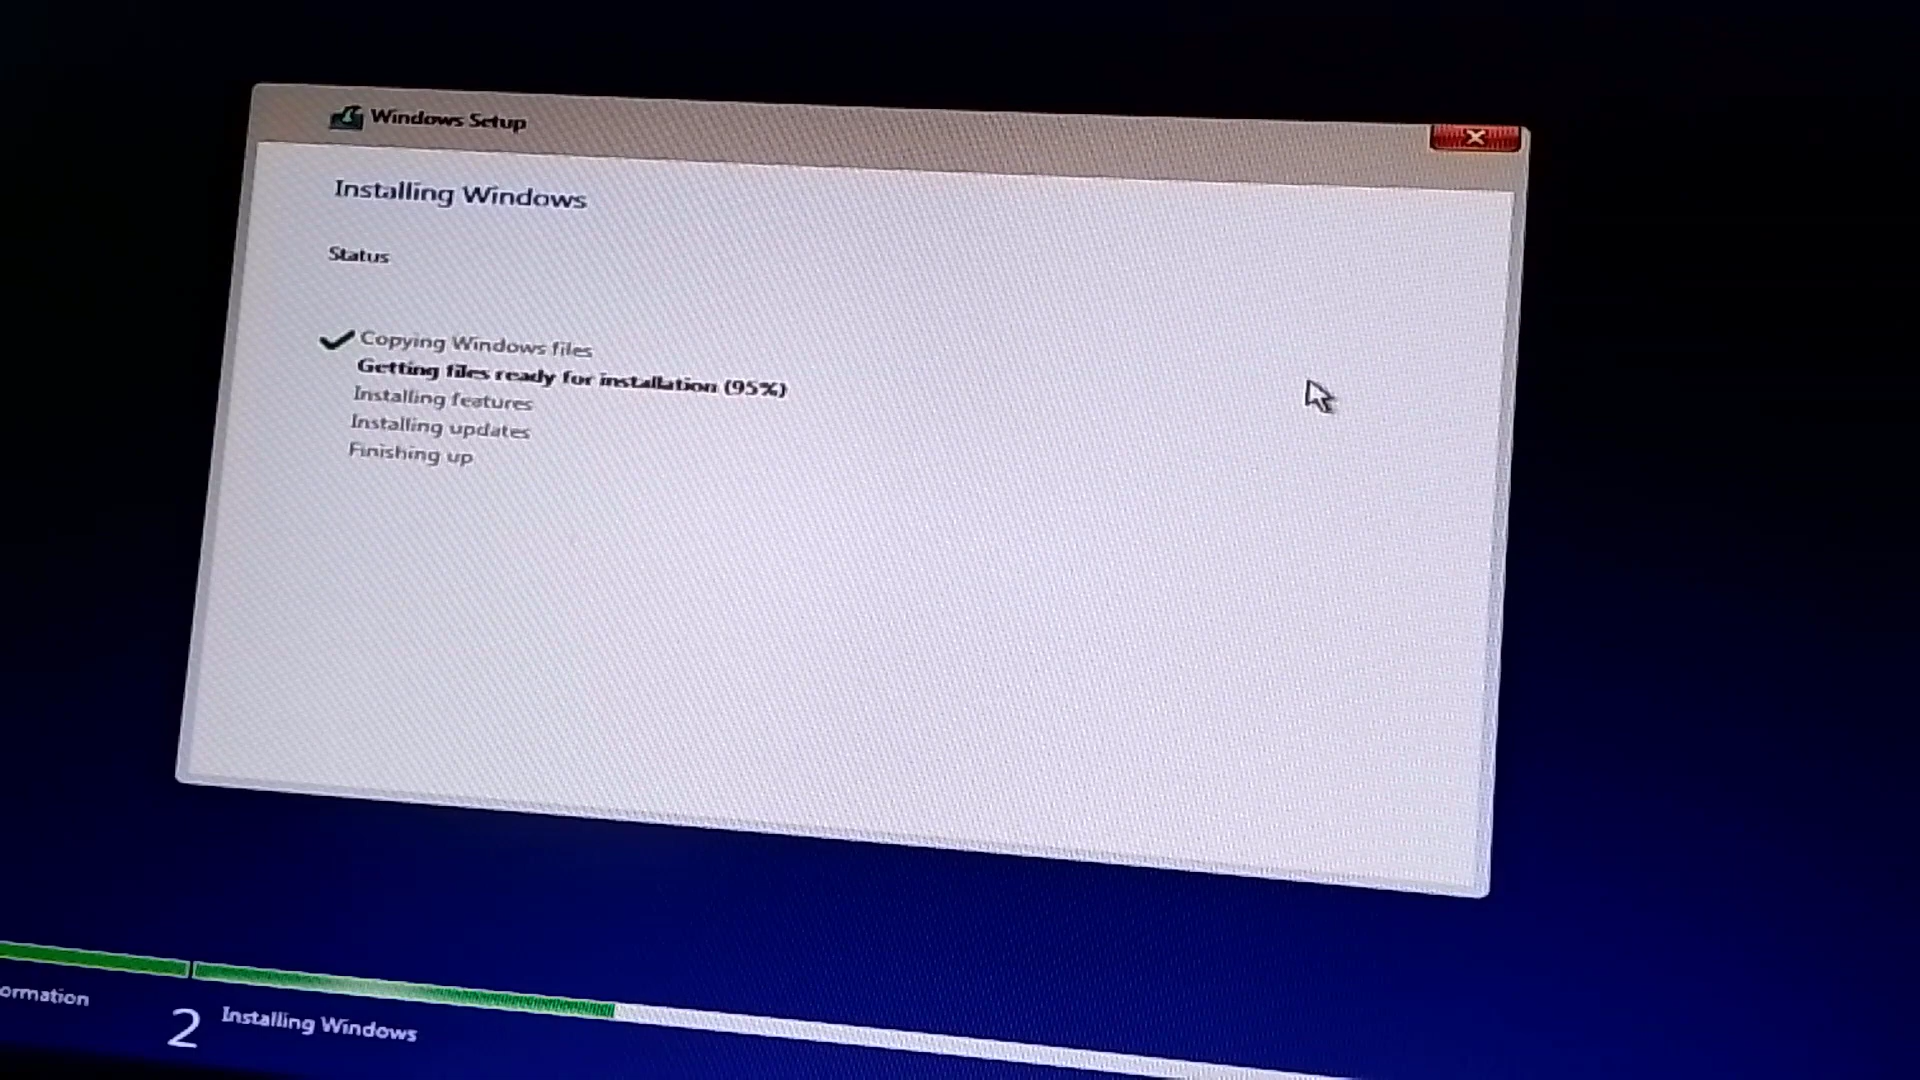 Windows Setup
Installing Windows
Status
Copying Windows files
Getting files ready for installation (95%)
Installing features
Installing updates
Finishing up
ormation
2 Installing Windows